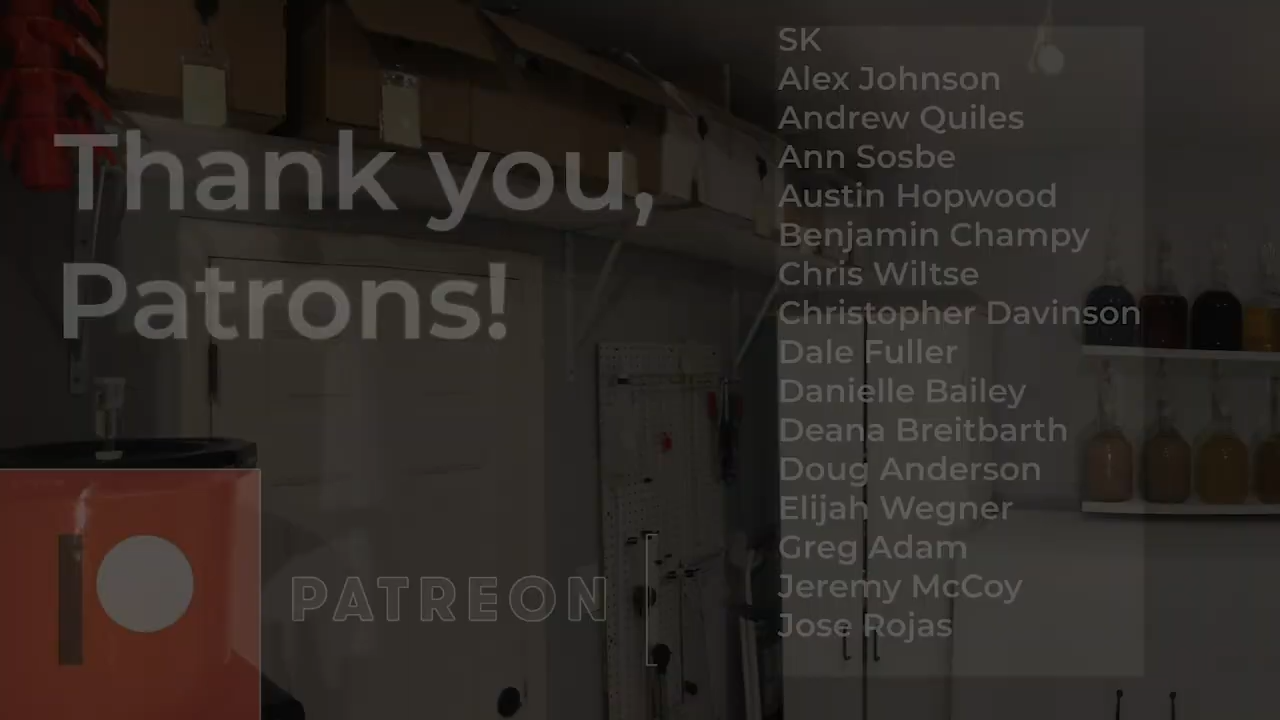 Thank you,
Patrons!
PATREON
SK
Alex Johnson
Andrew Quiles
Ann Sosbe
Austin Hopwood
Benjamin Champy
Chris Wiltse
Christopher Davinson
Dale Fuller
Danielle Bailey
Deana Breitbarth
Doug Anderson
Elijah Wegner
Greg Adam
Jeremy McCoy
Jose Rojas